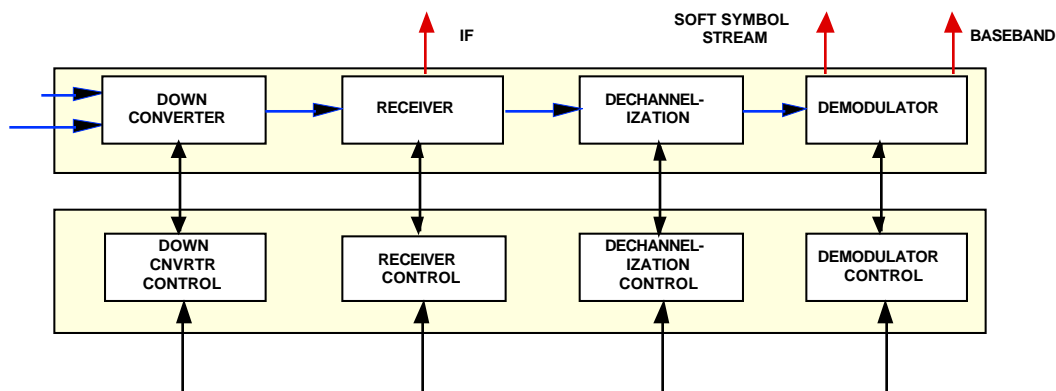 IF
SOFT SYMBOL
STREAM
BASEBAND
DOWN
CONVERTER
RECEIVER
DECHANNEL-
IZATION
DEMODULATOR
DOWN
CNVRTR
CONTROL
RECEIVER
CONTROL
DECHANNEL-
IZATION
CONTROL
DEMODULATOR
CONTROL